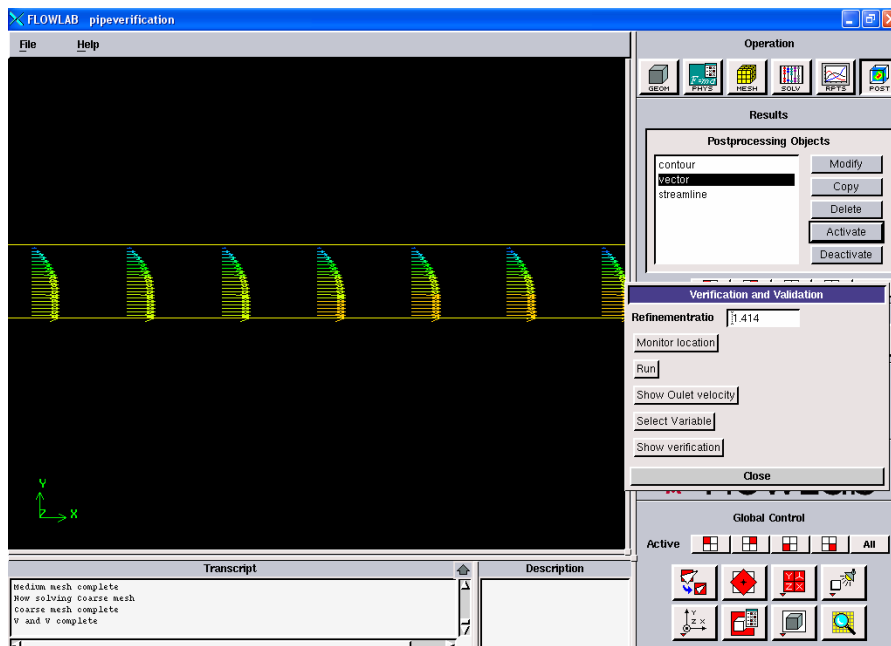 FLOWLAB pipeverification
File Help
Operation
GEOM PHYS MESH SOLV RPTS POST
Results
Postprocessing Objects
contour
vector
streamline
Modify
Copy
Delete
Activate
Deactivate
Verification and Validation
Refinementratio 1.414
Monitor location
Run
Show Oulet velocity
Select Variable
Show verification
Close
Y
Z X
Global Control
Active All
Transcript
Medium mesh complete
Now solving Coarse mesh
Coarse mesh complete
V and V complete
Description